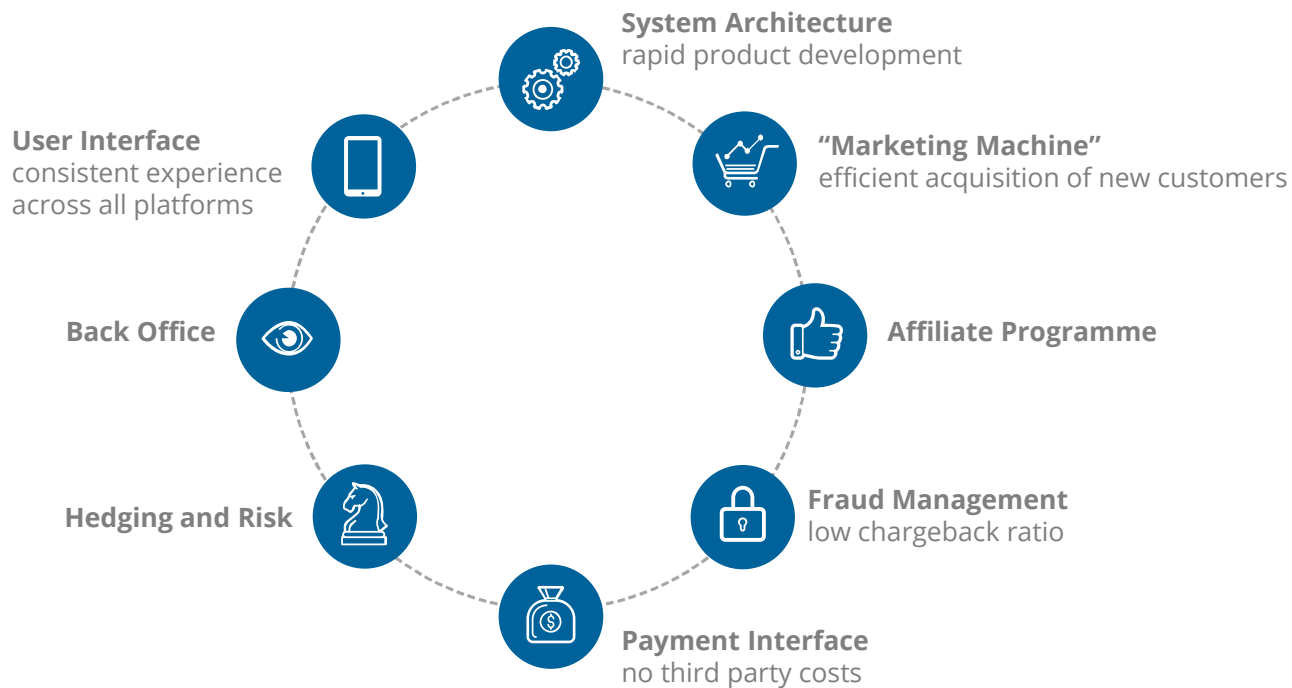 System Architecture
rapid product development
“Marketing Machine”
efficient acquisition of new customers
Affiliate Programme
Fraud Management
low chargeback ratio
Payment Interface
no third party costs
Hedging and Risk
Back Office
User Interface
consistent experience
across all platforms
$